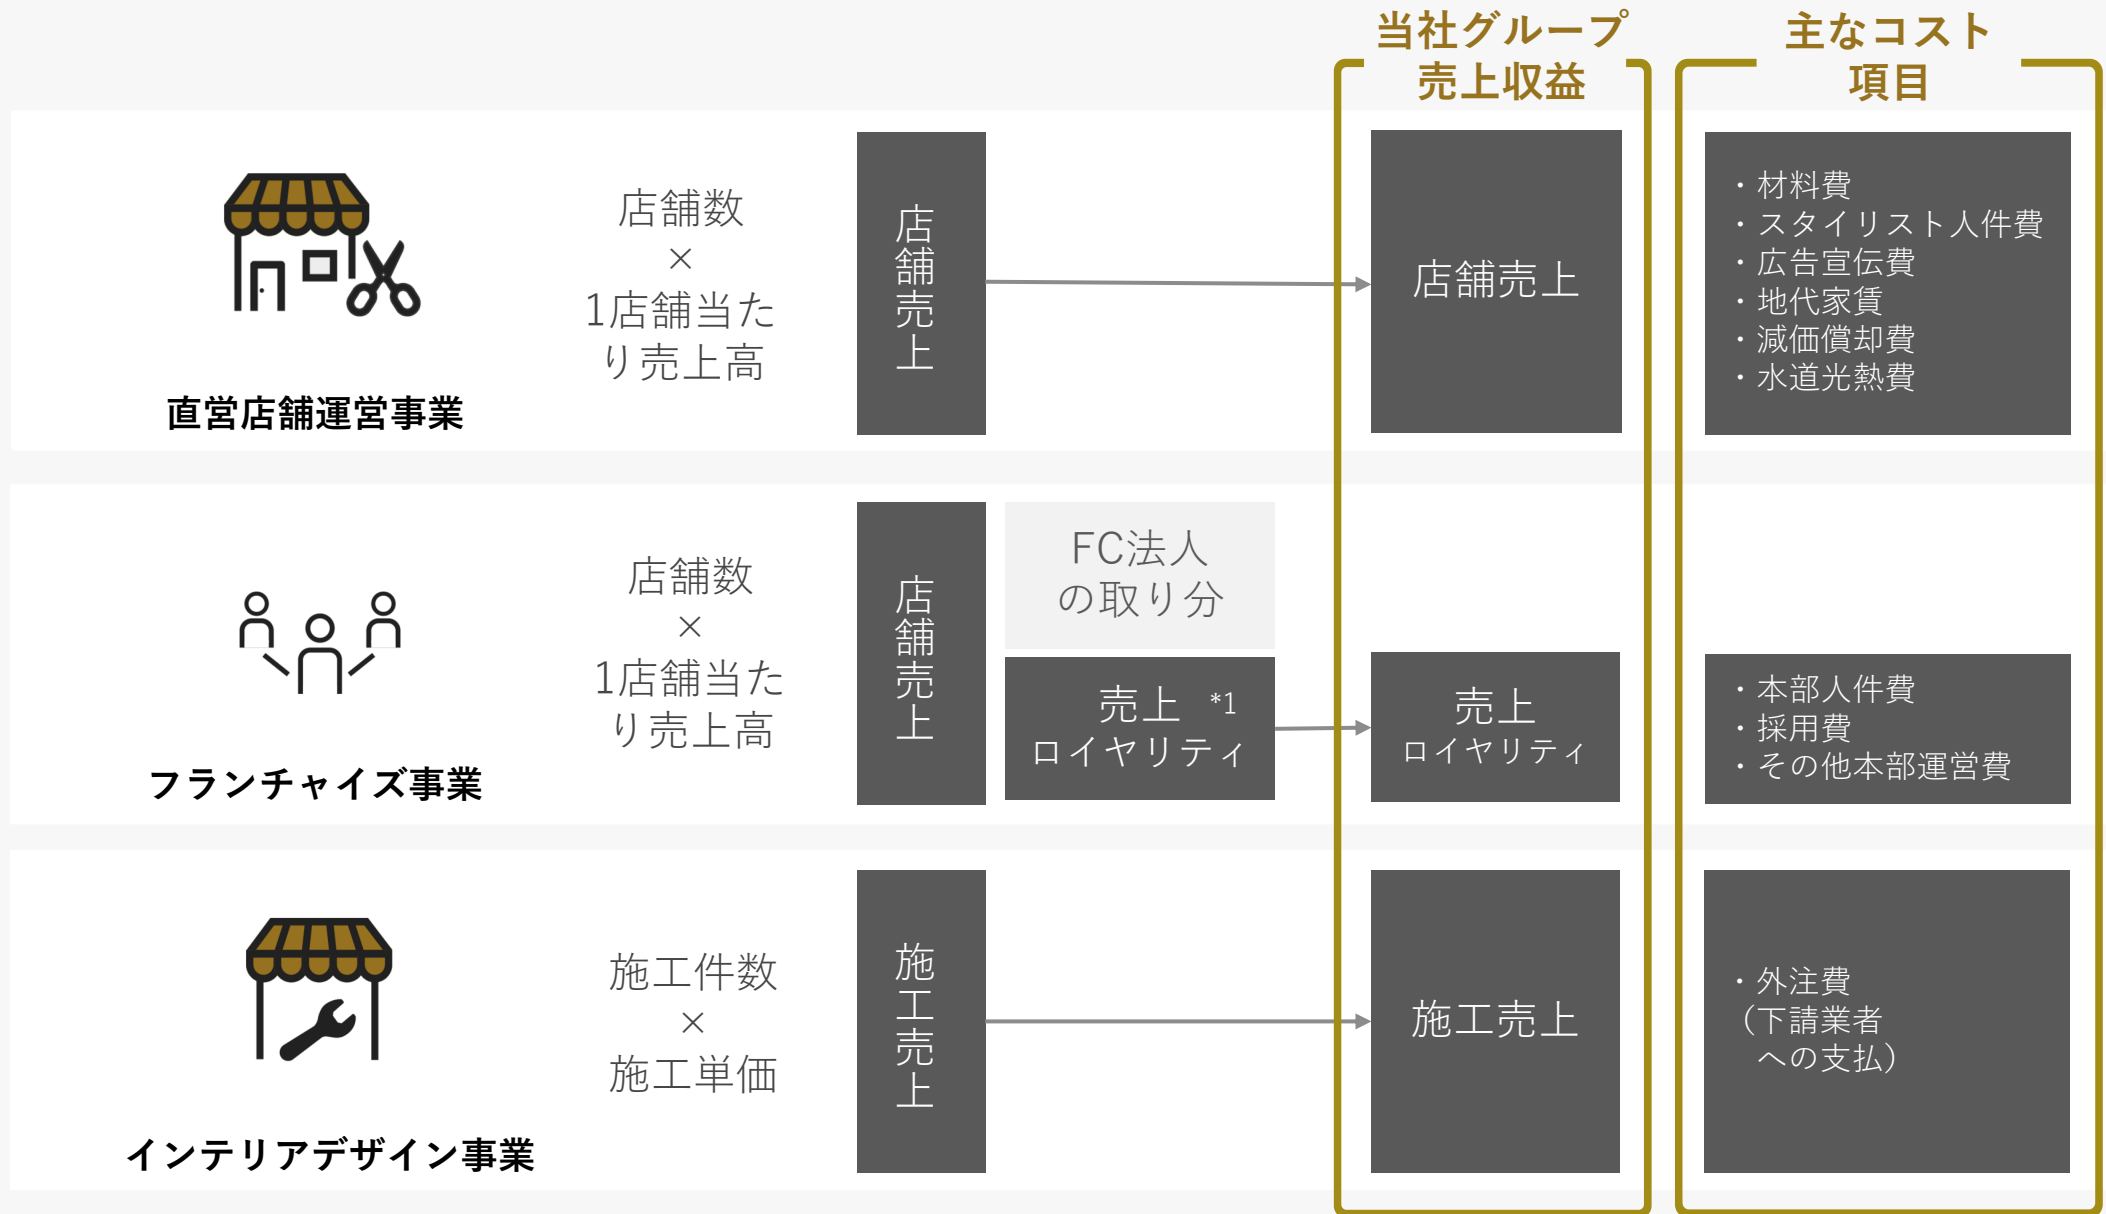 当社グループ
売上収益
主なコスト
項目
直営店舗運営事業
店舗数
×
1店舗当た
り売上高
店舗売上
店舗売上
・材料費
・スタイリスト人件費
・広告宣伝費
・地代家賃
・減価償却費
・水道光熱費
フランチャイズ事業
店舗数
×
1店舗当た
り売上高
店舗売上
FC法人
の取り分
売上 *1
ロイヤリティ
売上
ロイヤリティ
・本部人件費
・採用費
・その他本部運営費
インテリアデザイン事業
施工件数
×
施工単価
施工売上
施工売上
・外注費
（下請業者
への支払）